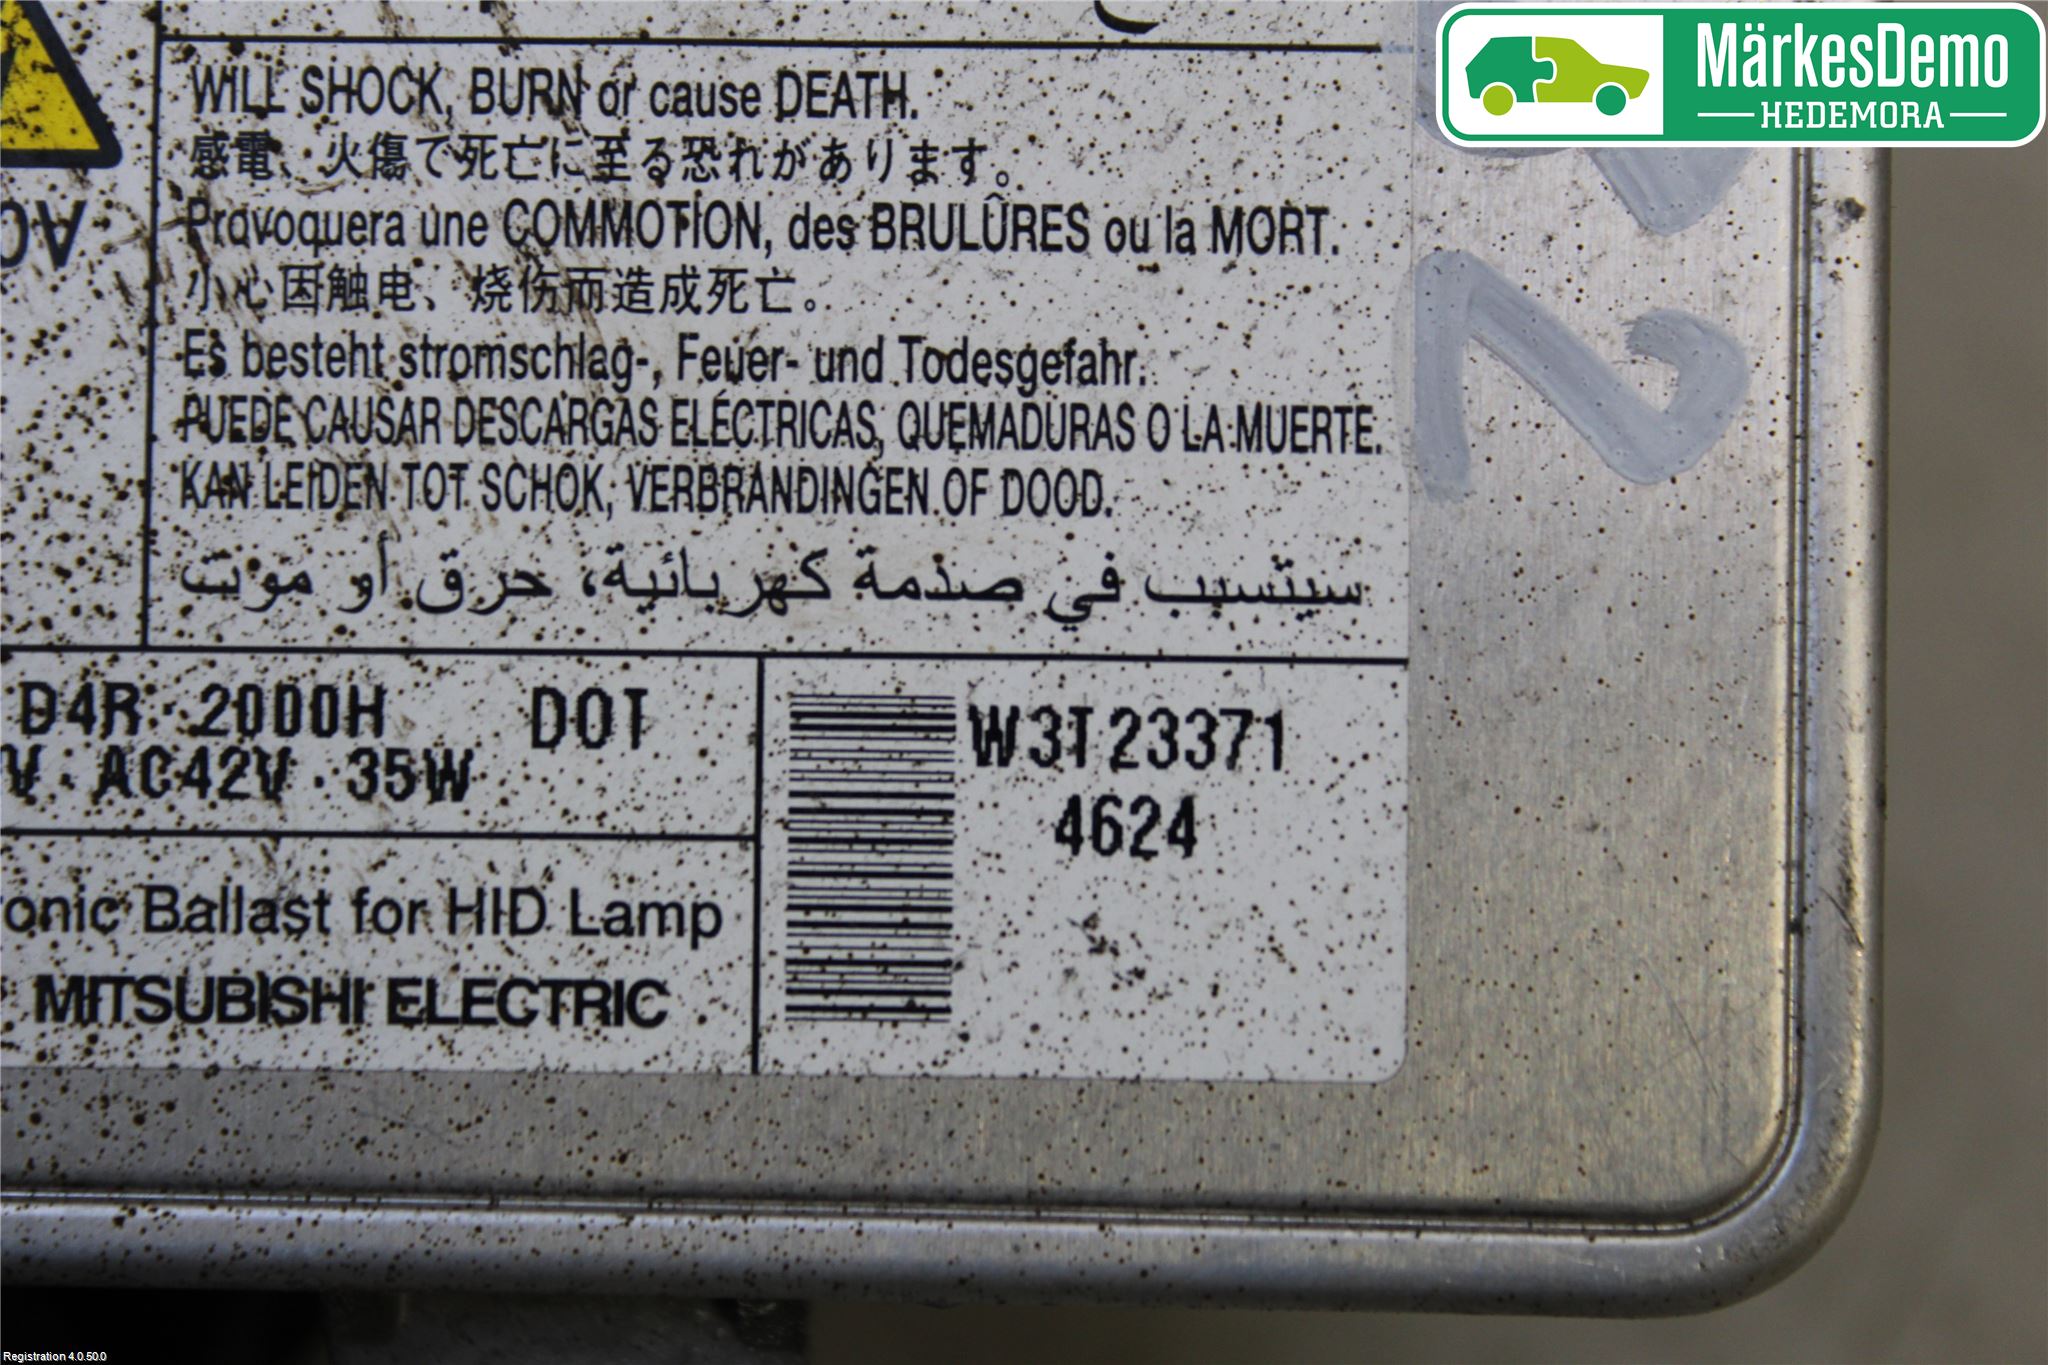 MärkesDemo
HEDEMORA
WILL SHOCK, BURN or cause DEATH.
感電、火傷で死亡に至る恐れがあります。
Provoquera une COMMOTION, des BRULÛRES ou la MORT.
小心因触电、烧伤而造成死亡。
Es besteht stromschlag-, Feuer- und Todesgefahr.
PUEDE CAUSAR DESCARGAS ELÉCTRICAS, QUEMADURAS O LA MUERTE.
KAN LEIDEN TOT SCHOK, VERBRANDINGEN OF DOOD.
سيتسبب في صدمة كهربائية، حرق أو موت
D4R · 2000H DOT
V · AC42V · 35W
W3T23371
4624
ronic Ballast for HID Lamp
MITSUBISHI ELECTRIC
Registration 4.0.50.0